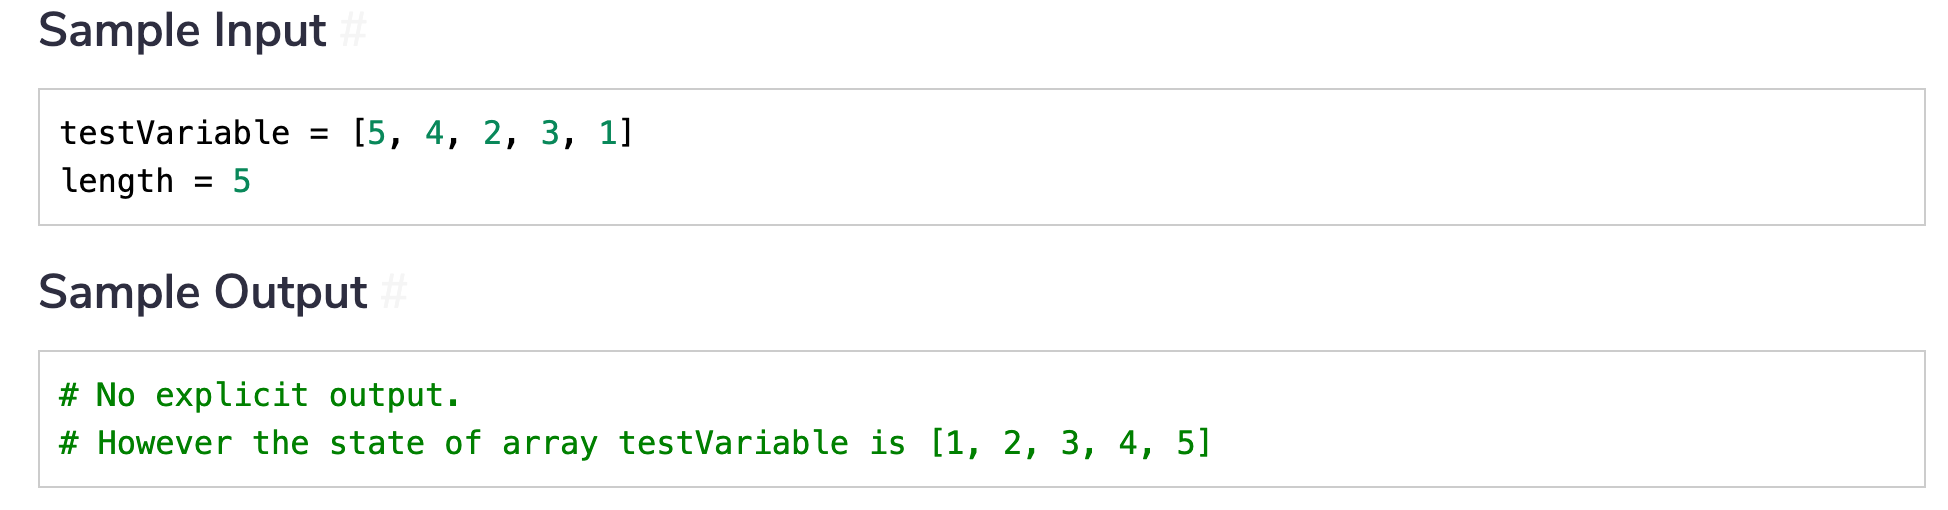 Sample Input #
testVariable = [5, 4, 2, 3, 1]
length = 5
Sample Output #
# No explicit output.
# However the state of array testVariable is [1, 2, 3, 4, 5]